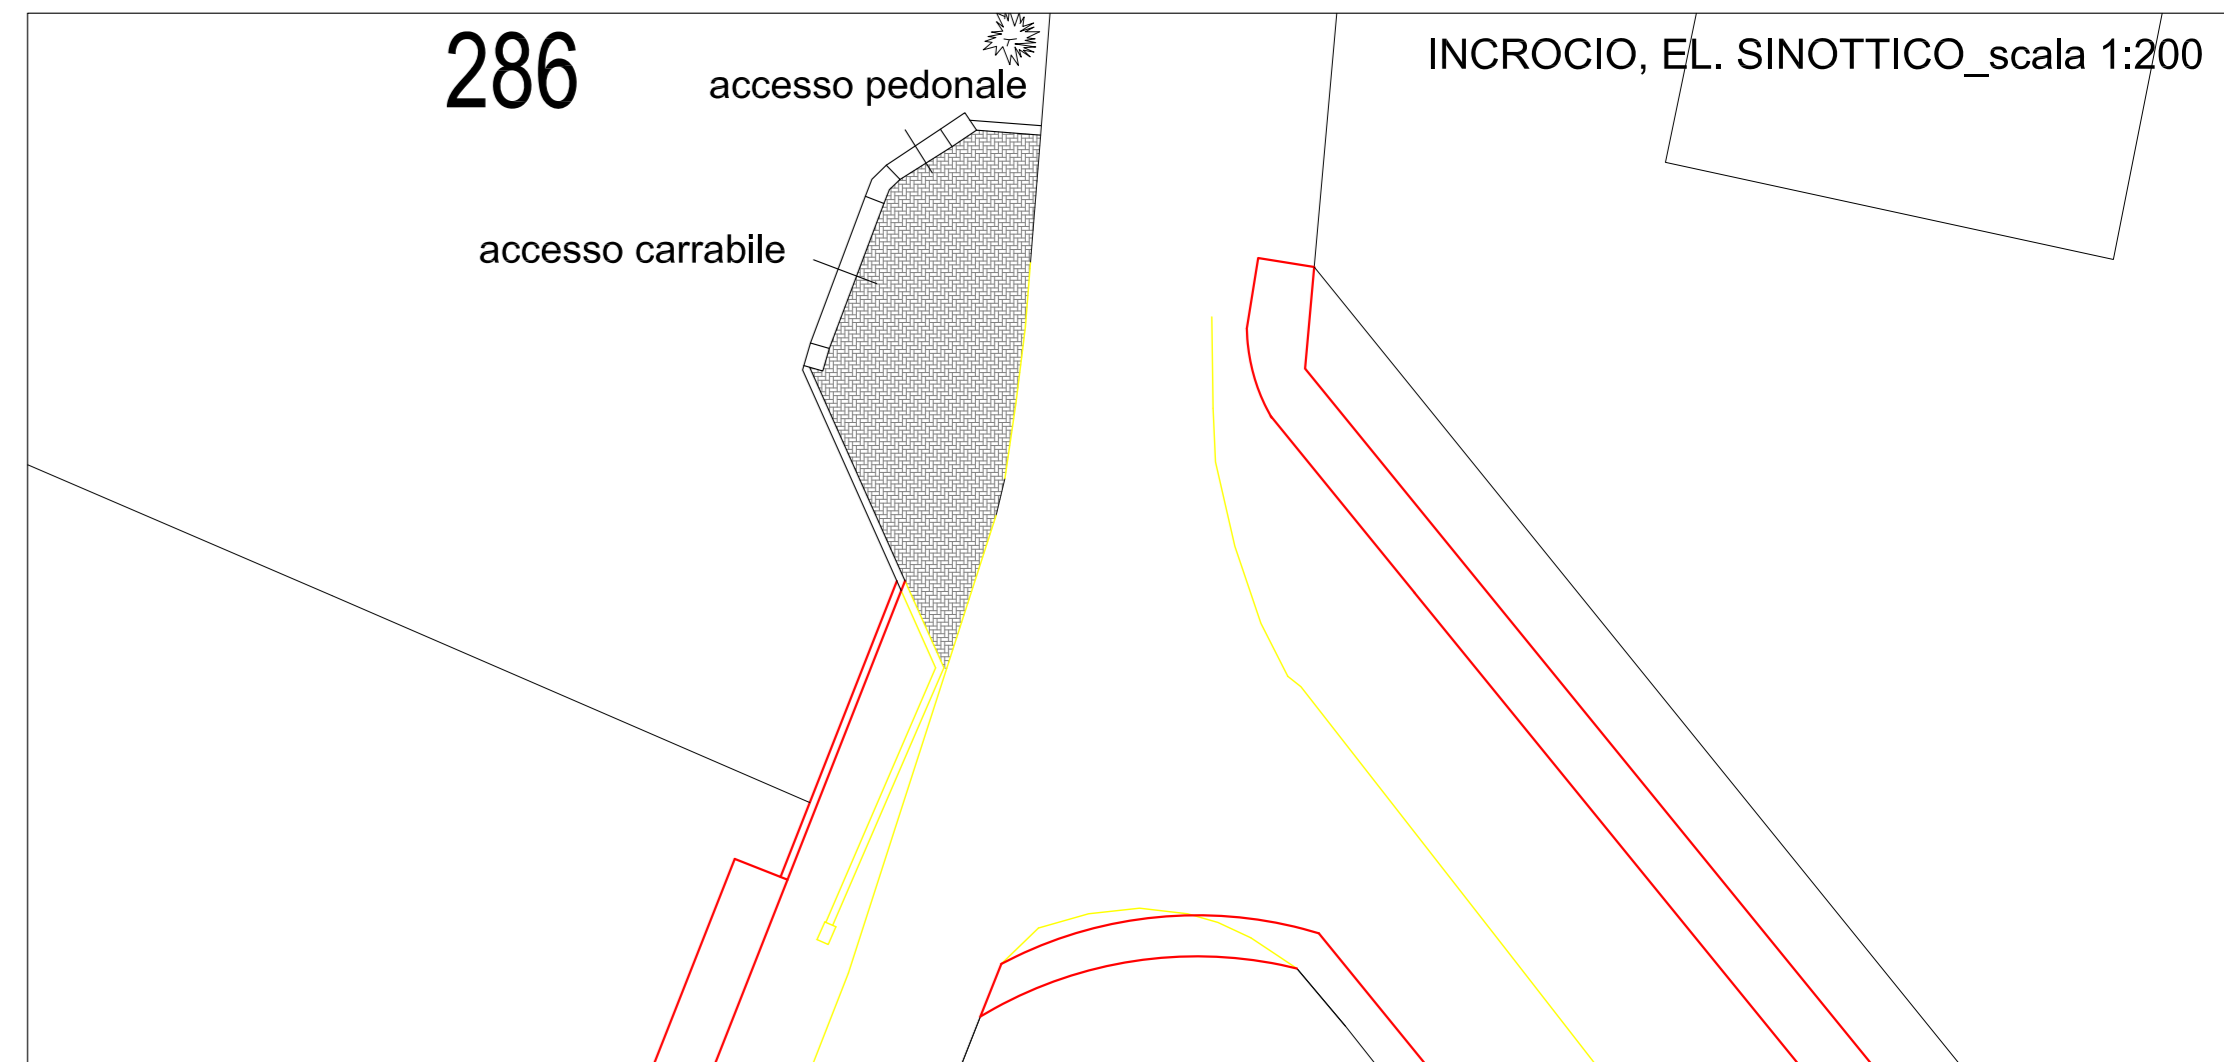 286
INCROCIO, EL. SINOTTICO_scala 1:200
accesso pedonale
accesso carrabile